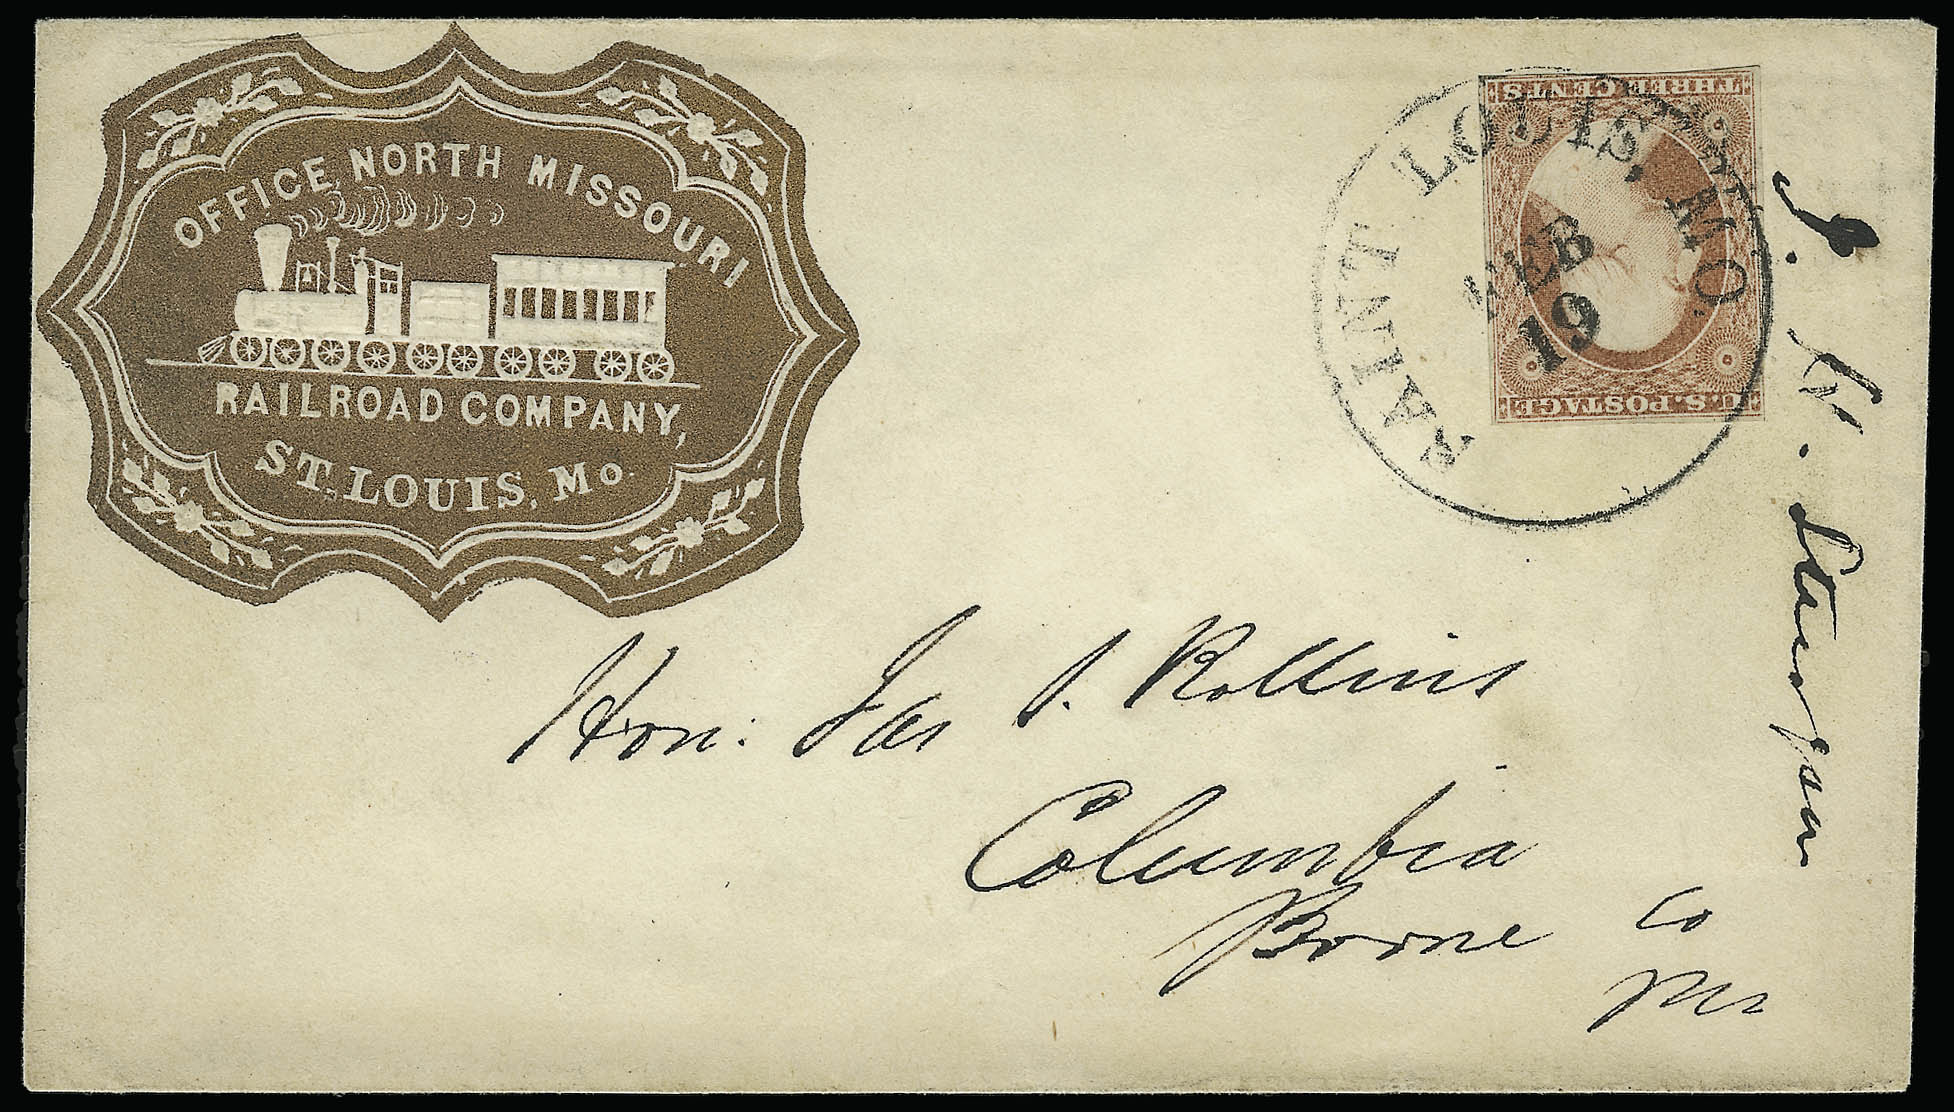 OFFICE NORTH MISSOURI
RAILROAD COMPANY,
ST. LOUIS, Mo.
THREE CENTS
U.S. POSTAGE
SAINT LOUIS, MO.
FEB
19
Hon: Jas S. Rollins
Columbia
Boone Co
Mo